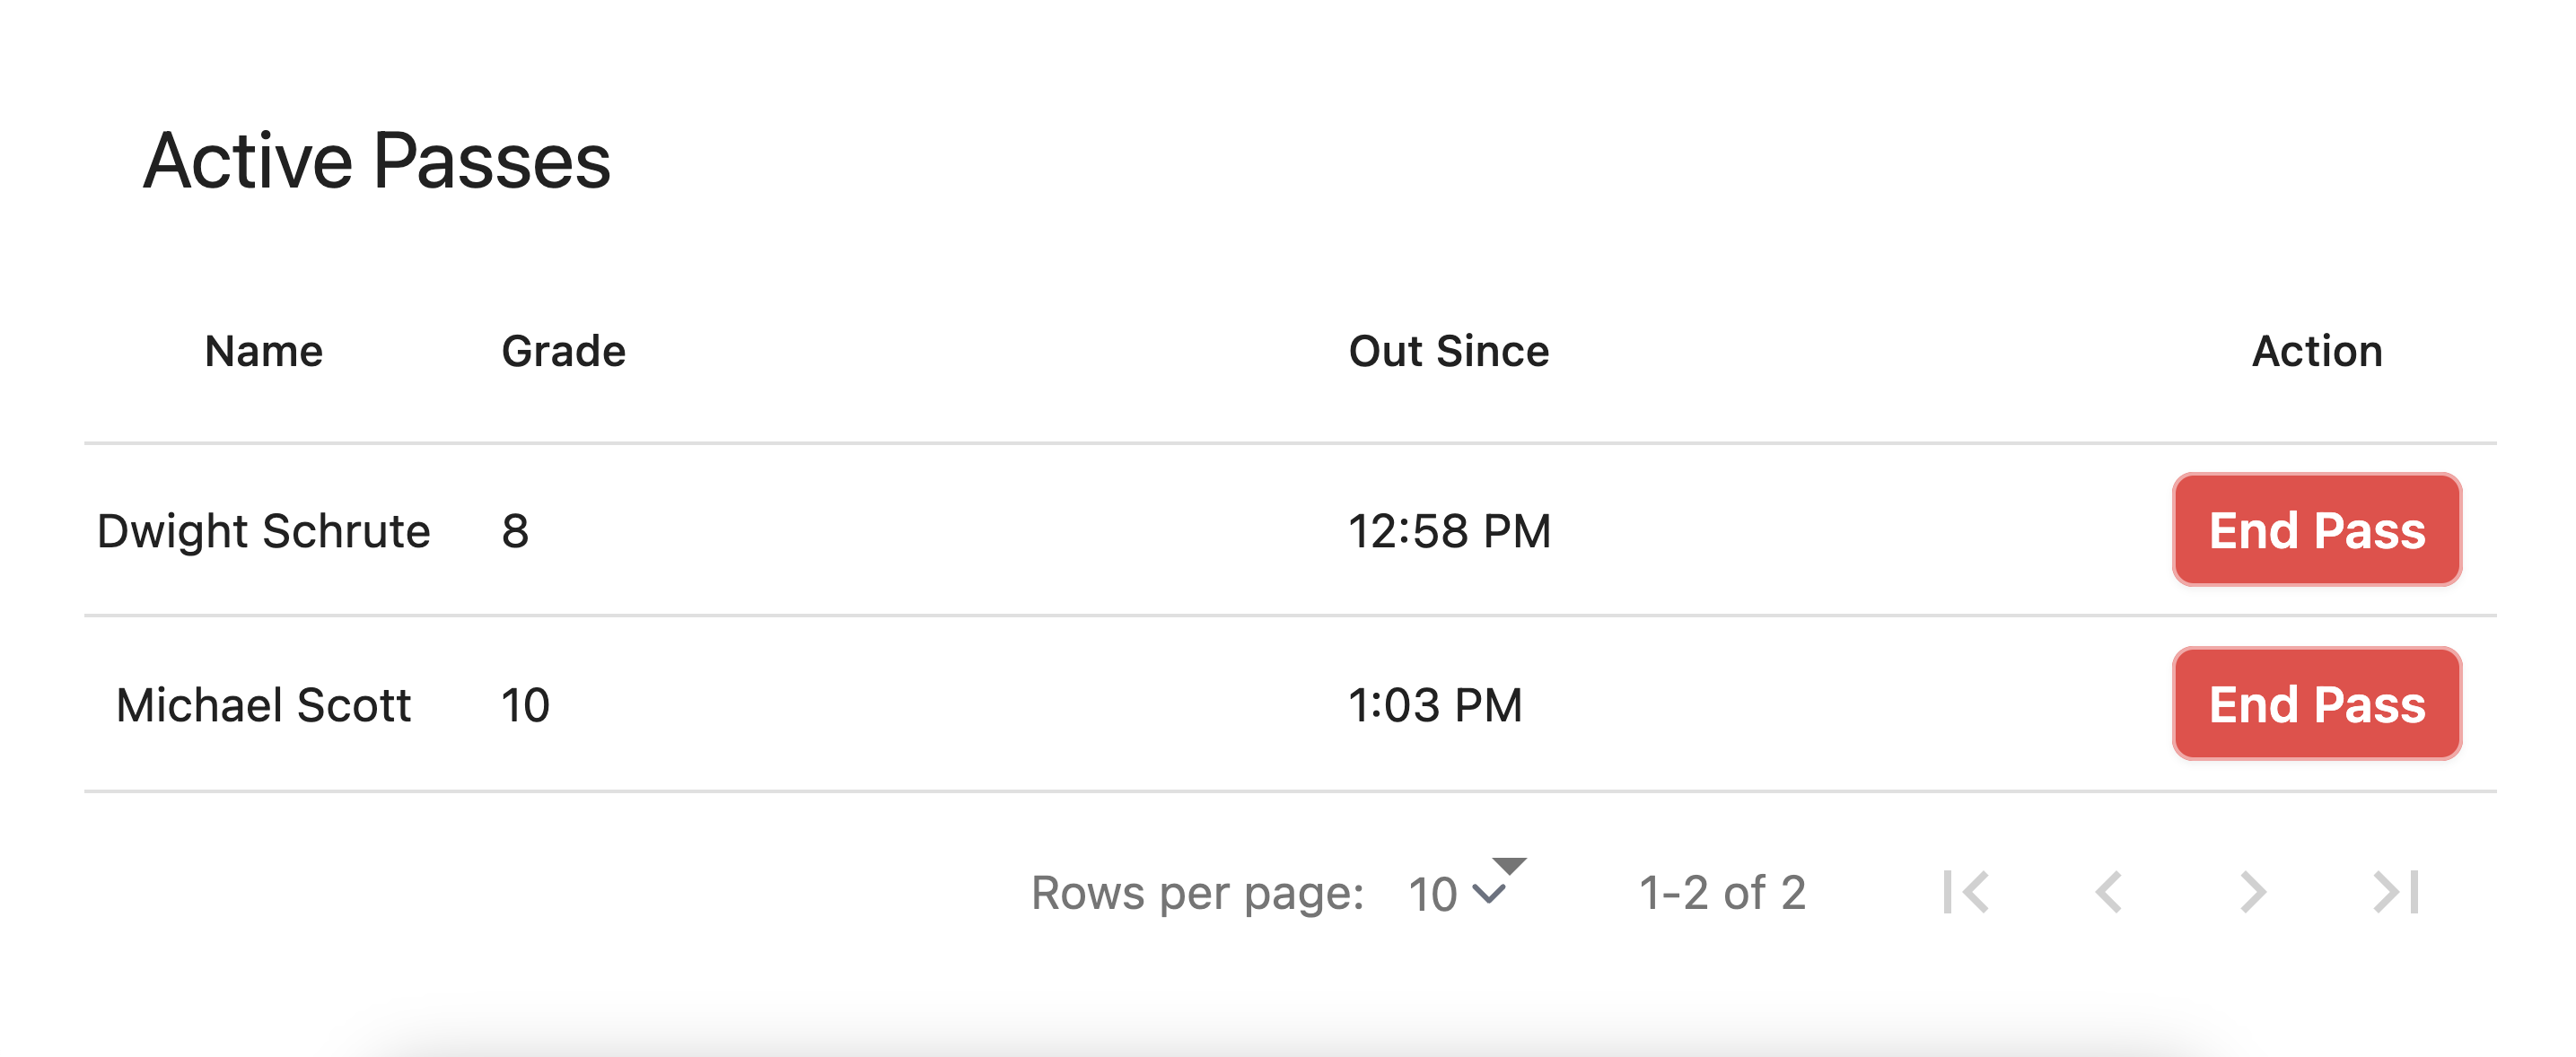 Active Passes
Name Grade Out Since Action
Dwight Schrute 8 12:58 PM End Pass
Michael Scott 10 1:03 PM End Pass
Rows per page: 10 1-2 of 2